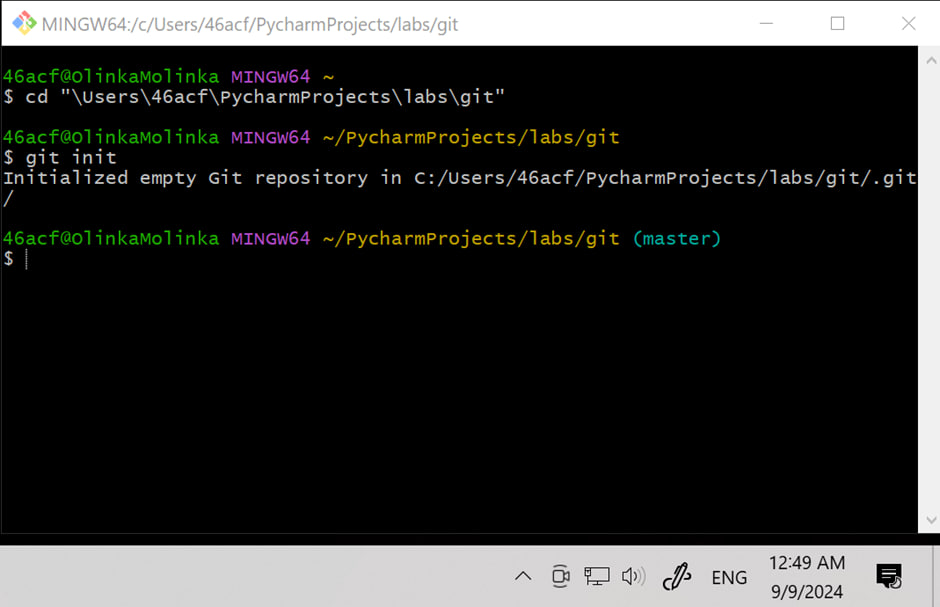 MINGW64:/c/Users/46acf/PycharmProjects/labs/git
46acf@OlinkaMolinka MINGW64 ~
$ cd "\Users\46acf\PycharmProjects\labs\git"
46acf@OlinkaMolinka MINGW64 ~/PycharmProjects/labs/git
$ git init
Initialized empty Git repository in C:/Users/46acf/PycharmProjects/labs/git/.git
/
46acf@OlinkaMolinka MINGW64 ~/PycharmProjects/labs/git (master)
$
ENG
12:49 AM
9/9/2024